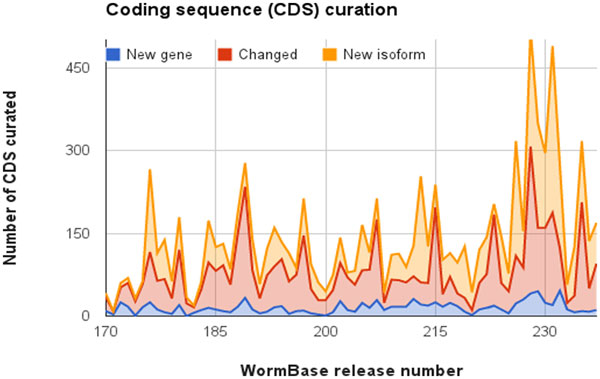 Coding sequence (CDS) curation
New gene Changed New isoform
450
300
150
0
170 185 200 215 230
Number of CDS curated
WormBase release number